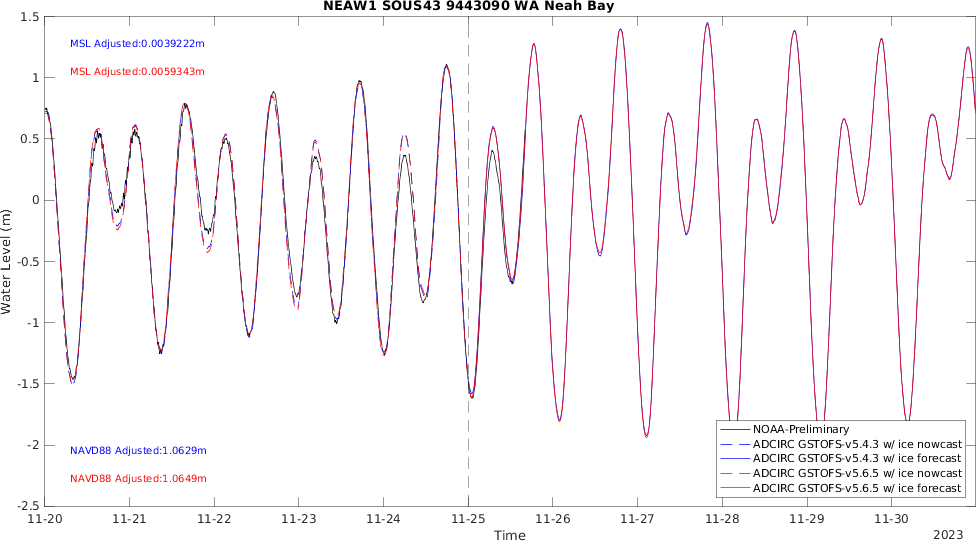 NEAW1 SOUS43 9443090 WA Neah Bay
1.5
1
0.5
0
-0.5
-1
-1.5
-2
-2.5
Water Level (m)
MSL Adjusted:0.0039222m
MSL Adjusted:0.0059343m
NAVD88 Adjusted:1.0629m
NAVD88 Adjusted:1.0649m
NOAA-Preliminary
ADCIRC GSTOFS-v5.4.3 w/ ice nowcast
ADCIRC GSTOFS-v5.4.3 w/ ice forecast
ADCIRC GSTOFS-v5.6.5 w/ ice nowcast
ADCIRC GSTOFS-v5.6.5 w/ ice forecast
11-20 11-21 11-22 11-23 11-24 11-25 11-26 11-27 11-28 11-29 11-30
Time
2023